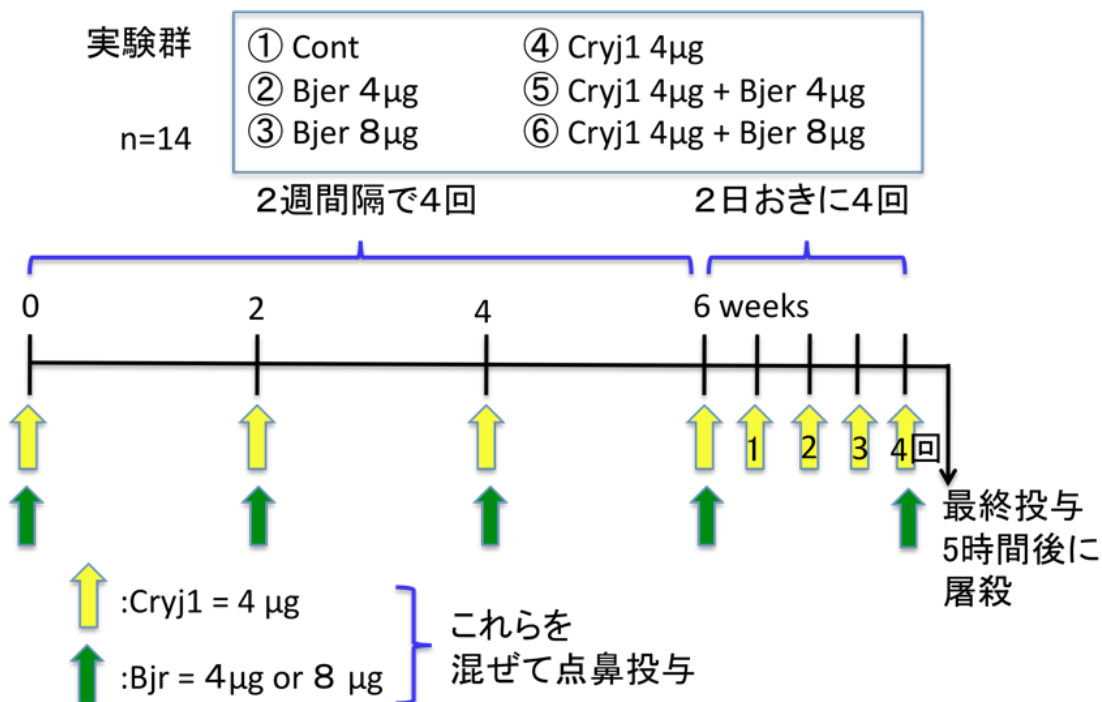 実験群
n=14
① Cont
② Bjer 4µg
③ Bjer 8µg
④ Cryj1 4µg
⑤ Cryj1 4µg + Bjer 4µg
⑥ Cryj1 4µg + Bjer 8µg
2週間隔で4回
2日おきに4回
0
2
4
6 weeks
1
2
3
4回
最終投与
5時間後に
屠殺
:Cryj1 = 4 µg
:Bjr = 4µg or 8 µg
これらを
混ぜて点鼻投与